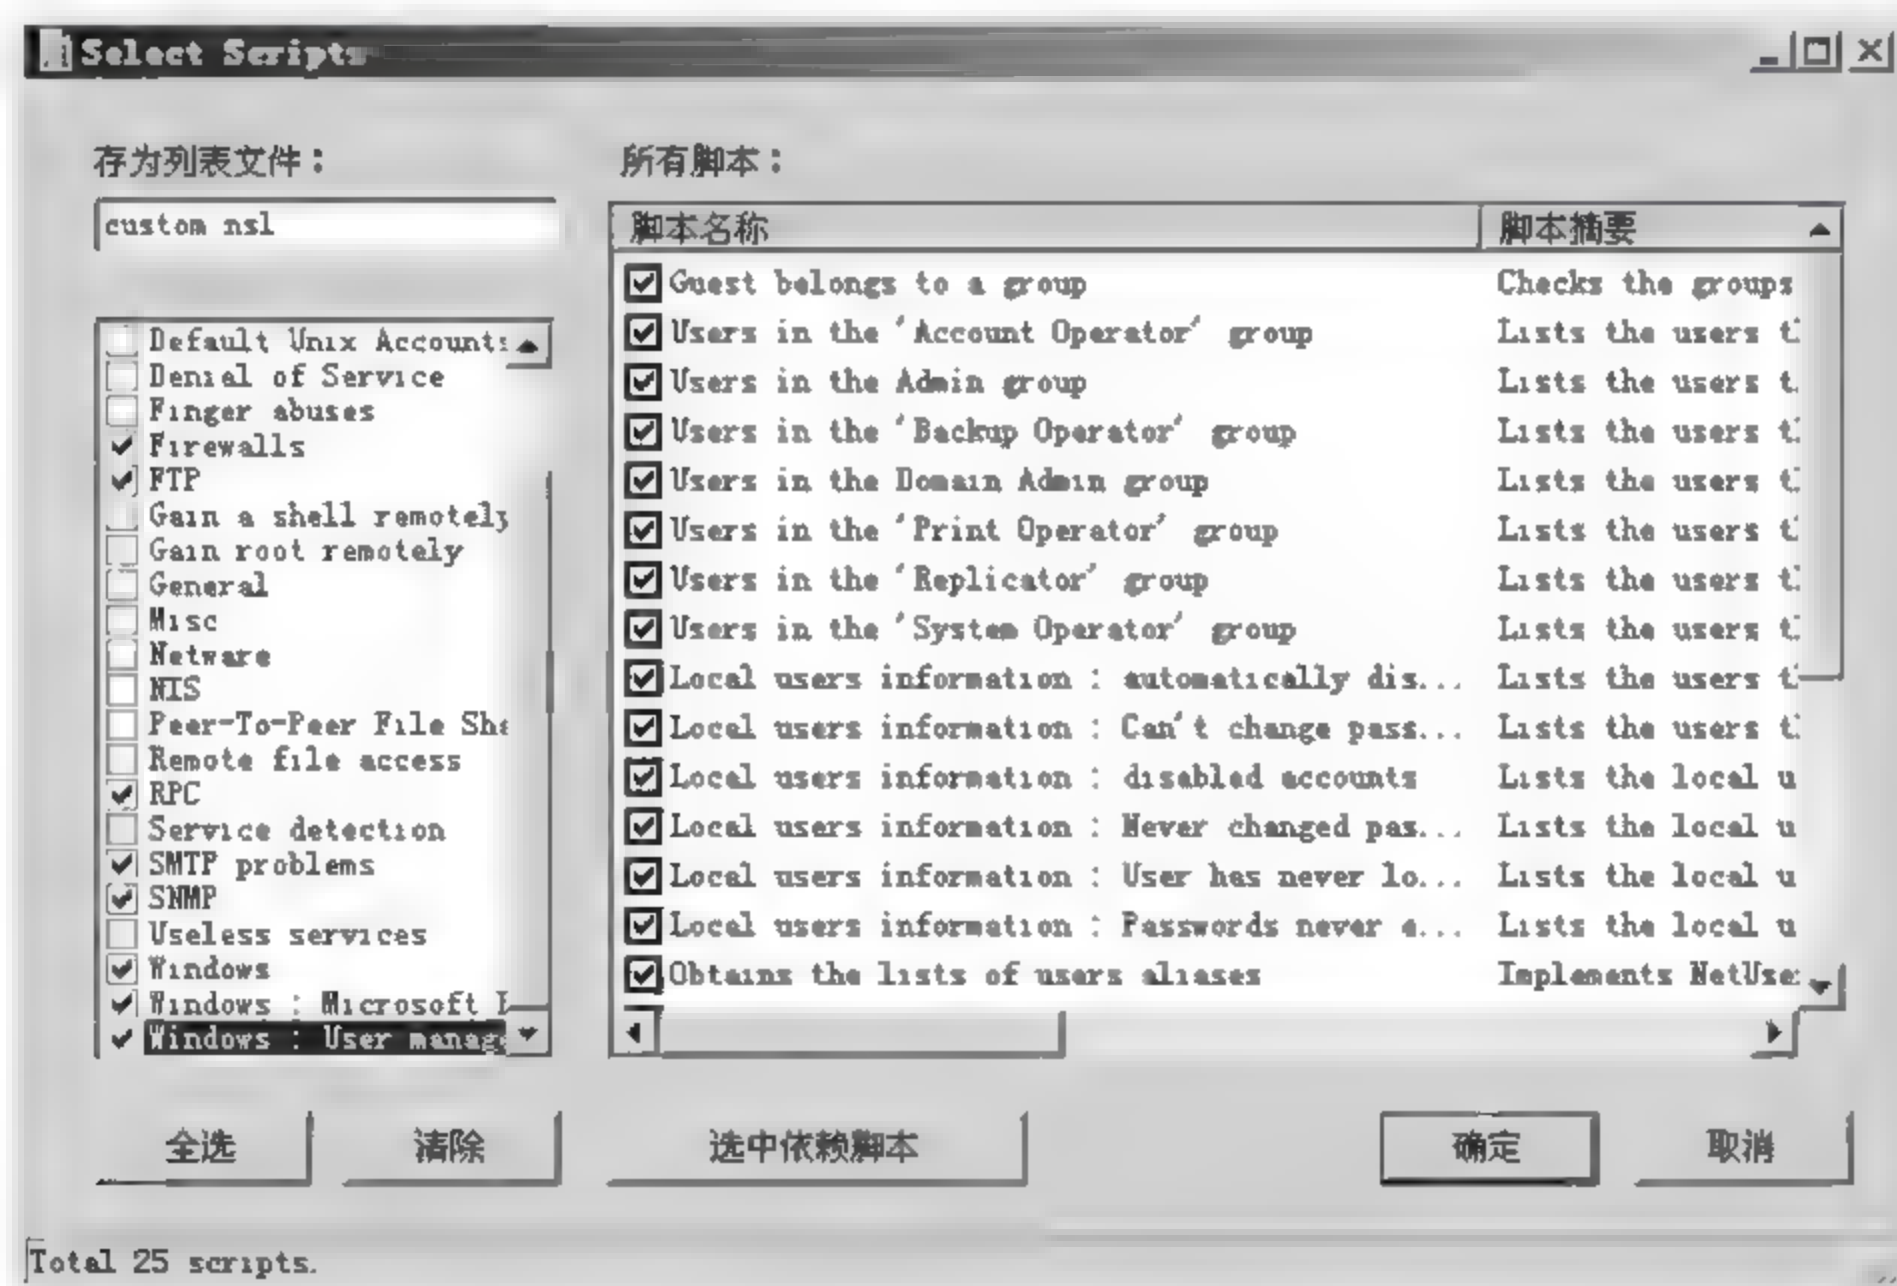 Select Scripts
存为列表文件：
custom nsl
Default Unix Accounts
Denial of Service
Finger abuses
Firewalls
FTP
Gain a shell remotely
Gain root remotely
General
Misc
Netware
NIS
Peer-To-Peer File Sha
Remote file access
RPC
Service detection
SMTP problems
SNMP
Useless services
Windows
Windows : Microsoft
Windows : User manage
所有脚本：
脚本名称 脚本摘要
Guest belongs to a group Checks the groups
Users in the 'Account Operator' group Lists the users th
Users in the Admin group Lists the users t
Users in the 'Backup Operator' group Lists the users t
Users in the Domain Admin group Lists the users t
Users in the 'Print Operator' group Lists the users t
Users in the 'Replicator' group Lists the users t
Users in the 'System Operator' group Lists the users t
Local users information : automatically dis... Lists the users t
Local users information : Can't change pass... Lists the users t
Local users information : disabled accounts Lists the local u
Local users information : Never changed pas... Lists the local u
Local users information : User has never lo... Lists the local u
Local users information : Passwords never e... Lists the local u
Obtains the lists of users aliases Implements NetUse
全选 清除 选中依赖脚本 确定 取消
Total 25 scripts.